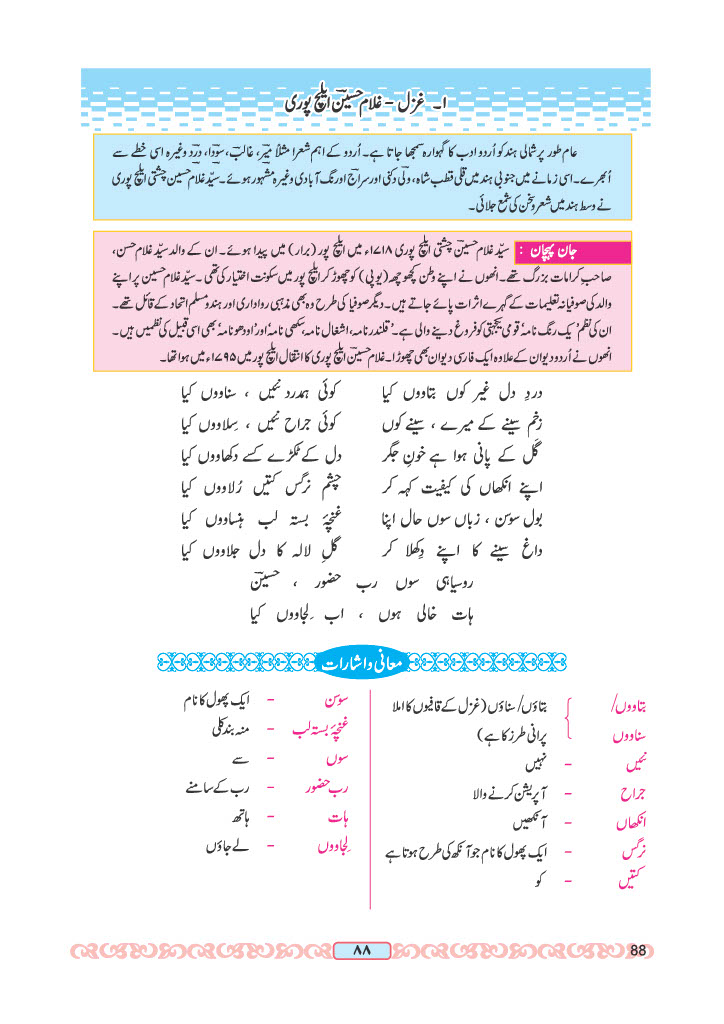 ۱۔ غزل - غلام حسینؔ ایلچ پوری
عام طور پر شمالی ہند کو اُردو ادب کا گہوارہ سمجھا جاتا ہے۔ اُردو کے اہم شعرا مثلاً میرؔ، غالبؔ، سوداؔ، دردؔ وغیرہ اسی خطے سے
اُبھرے۔ اسی زمانے میں جنوبی ہند میں قلی قطب شاہ، ولیؔ دکنی اور سراجؔ اورنگ آبادی وغیرہ مشہور ہوئے۔ سیّد غلام حسین چشتی ایلچ پوری
نے وسط ہند میں شعر و سخن کی شمع جلائی۔
جان پہچان : سیّد غلام حسینؔ چشتی ایلچ پوری ۱۷۱۸ء میں ایلچ پور (برار) میں پیدا ہوئے۔ ان کے والد سیّد غلام حسن،
صاحبِ کرامات بزرگ تھے۔ انھوں نے اپنے وطن کچھوچھ (یوپی) کو چھوڑ کر ایلچ پور میں سکونت اختیار کی تھی۔ سیّد غلام حسین پر اپنے
والد کی صوفیانہ تعلیمات کے گہرے اثرات پائے جاتے ہیں۔ دیگر صوفیا کی طرح وہ بھی مذہبی رواداری اور ہندو مسلم اتحاد کے قائل تھے۔
ان کی نظم 'یک رنگ نامہ' قومی یکجہتی کو فروغ دینے والی ہے۔ 'قلندر نامہ، اشغال نامہ، سکھی نامہ' اور 'اودھو نامہ' بھی اسی قبیل کی نظمیں ہیں۔
انھوں نے اُردو دیوان کے علاوہ ایک فارسی دیوان بھی چھوڑا۔ غلام حسینؔ ایلچ پوری کا انتقال ایلچ پور میں ۱۷۹۵ء میں ہوا تھا۔
دردِ دل غیر کوں بتاووں کیا کوئی ہمدرد نئیں ، سناووں کیا
زخم سینے کے میرے ، سینے کوں کوئی جراح نئیں ، سِلاووں کیا
گَل کے پانی ہوا ہے خونِ جگر دل کے ٹکڑے کسے دکھاووں کیا
اپنے انکھاں کی کیفیت کہہ کر چشمِ نرگس کتیں رُلاووں کیا
بول سوسن ، زباں سوں حال اپنا غنچۂ بستہ لب ہنساووں کیا
داغ سینے کا اپنے دِکھلا کر گلِ لالہ کا دل جلاووں کیا
روسیاہی سوں رب حضور ، حسینؔ
ہات خالی ہوں ، اب لِجاووں کیا
معانی و اشارات
بتاووں/ بتاؤں/سناؤں (غزل کے قافیوں کا املا
سناووں پرانی طرز کا ہے)
نئیں - نہیں
جراح - آپریشن کرنے والا
انکھاں - آنکھیں
نرگس - ایک پھول کا نام جو آنکھ کی طرح ہوتا ہے
کتیں - کو
سوسن - ایک پھول کا نام
غنچۂ بستہ لب - منہ بند کلی
سوں - سے
رب حضور - رب کے سامنے
ہات - ہاتھ
لِجاووں - لے جاؤں
۸۸
88